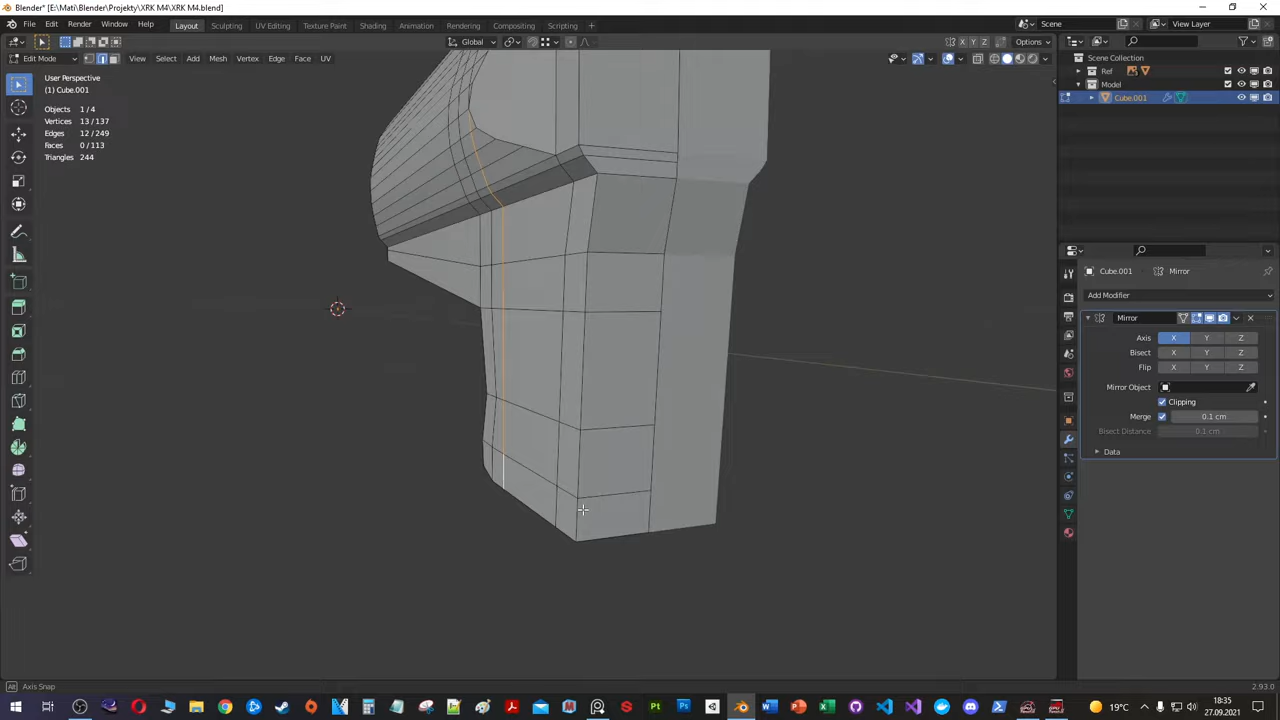 Blender* [E:\Mati\Blender\Projekty\XRK M4\XRK M4.blend]
File Edit Render Window Help Layout Sculpting UV Editing Texture Paint Shading Animation Rendering Compositing Scripting + Scene View Layer
Global X Y Z Options
Edit Mode View Select Add Mesh Vertex Edge Face UV
User Perspective
(1) Cube.001
Objects 1 / 4
Vertices 13 / 137
Edges 12 / 249
Faces 0 / 113
Triangles 244
Scene Collection
Ref
Model
Cube.001
Cube.001 Mirror
Add Modifier
Mirror
Axis X Y Z
Bisect X Y Z
Flip X Y Z
Mirror Object
Clipping
Merge 0.1 cm
Bisect Distance 0.1 cm
Data
Alt Axis Snap 2.93.0
19°C 18:35
27.09.2021